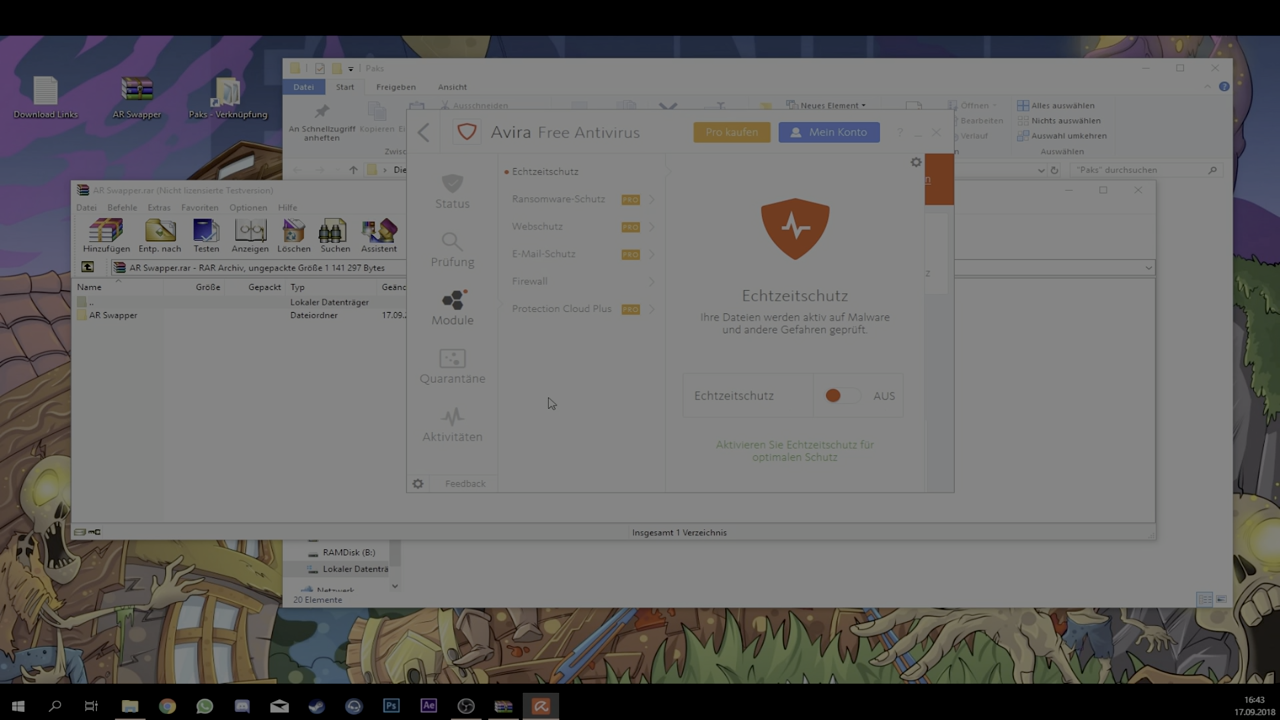 Download Links
AR Swapper
Paks - Verknüpfung
Paks
Datei
Start
Freigeben
Ansicht
An Schnellzugriff
anheften
Kopieren
Ausschneiden
Neues Element
Öffnen
Bearbeiten
Verlauf
Alles auswählen
Nichts auswählen
Auswahl umkehren
Auswählen
"Paks" durchsuchen
AR Swapper.rar (Nicht lizenzierte Testversion)
Datei Befehle Extras Favoriten Optionen Hilfe
Hinzufügen Entp. nach Testen Anzeigen Löschen Suchen Assistent
AR Swapper.rar - RAR Archiv, ungepackte Größe 1 141 297 Bytes
Name Größe Gepackt Typ
.. Lokaler Datenträger
AR Swapper Dateiordner 17.09.2
Insgesamt 1 Verzeichnis
Avira Free Antivirus
Pro kaufen
Mein Konto
?
Status
Prüfung
Module
Quarantäne
Aktivitäten
Feedback
Echtzeitschutz
Ransomware-Schutz PRO
Webschutz PRO
E-Mail-Schutz PRO
Firewall
Protection Cloud Plus PRO
Echtzeitschutz
Ihre Dateien werden aktiv auf Malware
und andere Gefahren geprüft.
Echtzeitschutz AUS
Aktivieren Sie Echtzeitschutz für
optimalen Schutz
RAMDisk (B:)
Lokaler Datenträ
Netzwerk
20 Elemente
Ps
Ae
16:43
17.09.2018